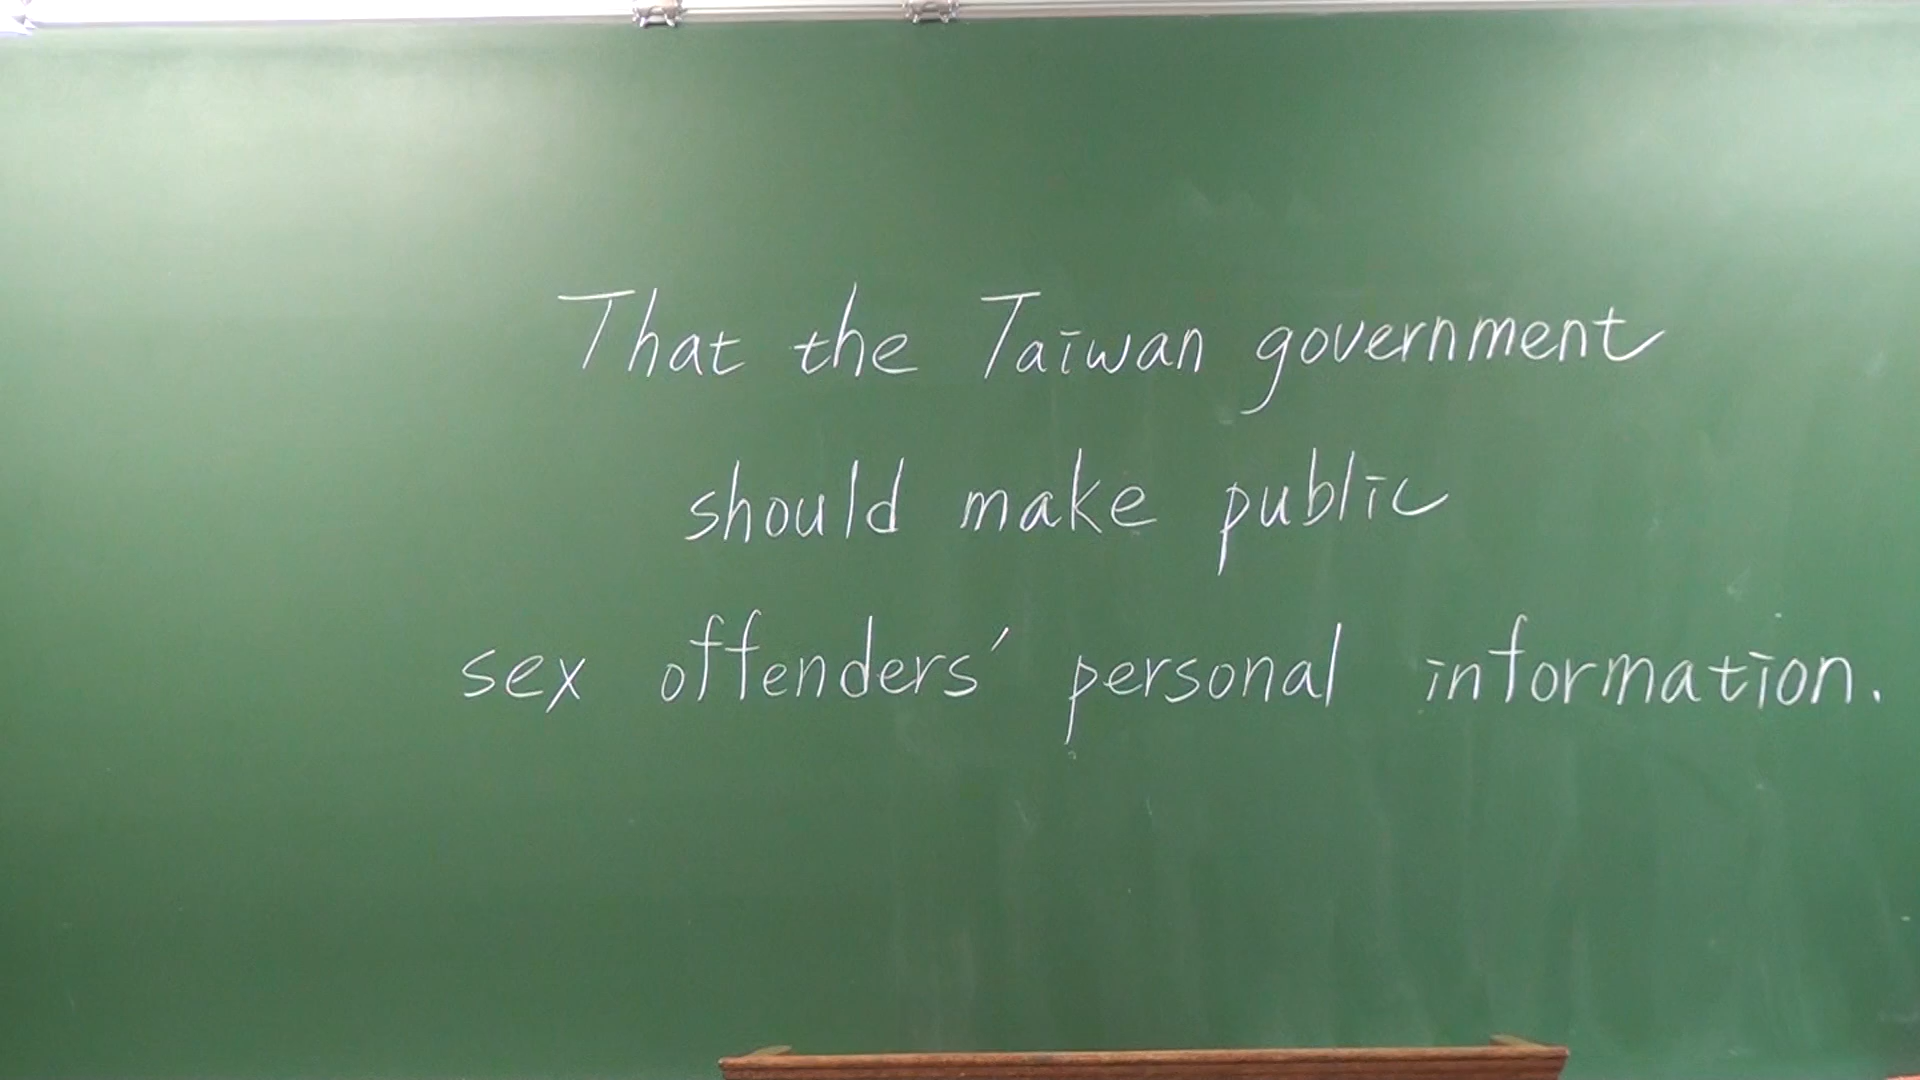 That the Taiwan government
should make public
sex offenders' personal information.